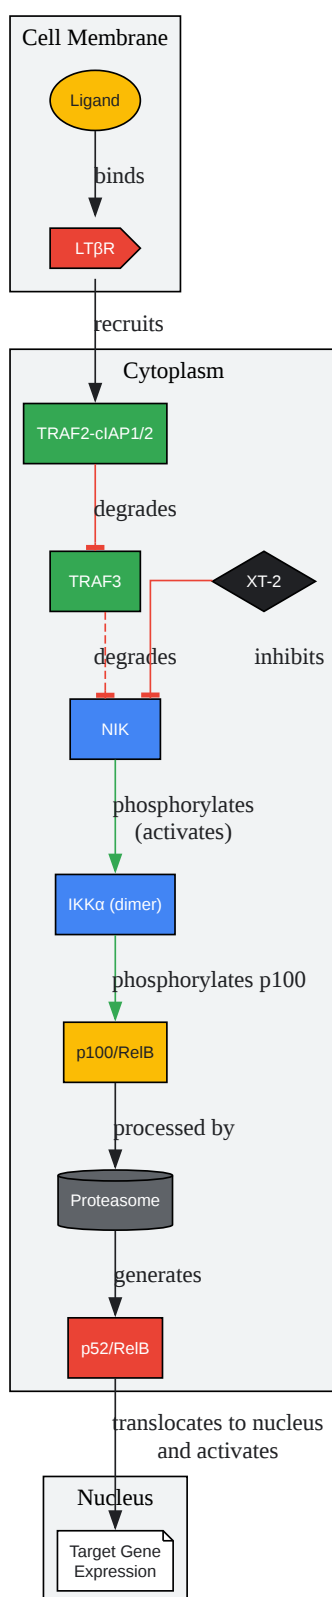 Cell Membrane
Ligand
binds
LTβR
recruits
Cytoplasm
TRAF2-cIAP1/2
degrades
TRAF3
XT-2
degrades
inhibits
NIK
phosphorylates
(activates)
IKKα (dimer)
phosphorylates p100
p100/RelB
processed by
Proteasome
generates
p52/RelB
translocates to nucleus
and activates
Nucleus
Target Gene
Expression